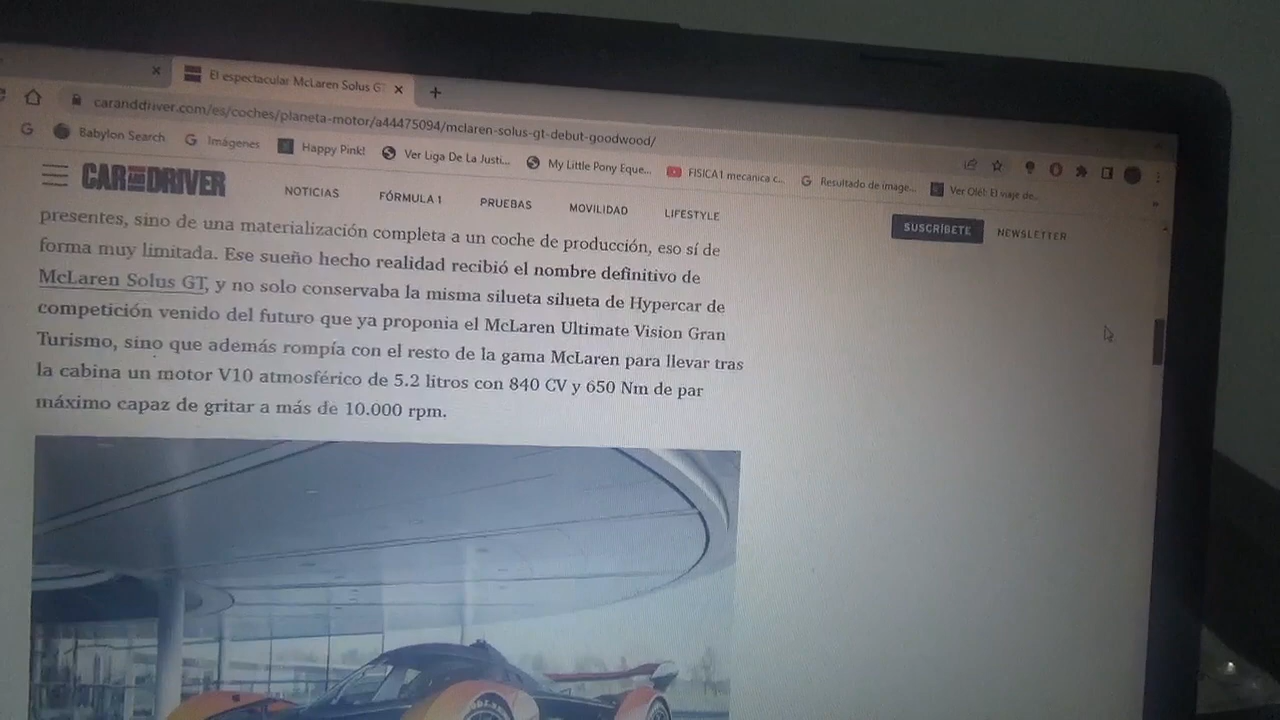 El espectacular McLaren Solus GT
caranddriver.com/es/coches/planeta-motor/a44475094/mclaren-solus-gt-debut-goodwood/
Babylon Search
Imágenes
Happy Pink!
Ver Liga De La Justi...
My Little Pony Eque...
FISICA1 mecanica c...
Resultado de image...
Ver Olé!: El viaje de...
CAR AND DRIVER
NOTICIAS
FÓRMULA 1
PRUEBAS
MOVILIDAD
LIFESTYLE
SUSCRÍBETE
NEWSLETTER
presentes, sino de una materialización completa a un coche de producción, eso sí de
forma muy limitada. Ese sueño hecho realidad recibió el nombre definitivo de
McLaren Solus GT, y no solo conservaba la misma silueta silueta de Hypercar de
competición venido del futuro que ya proponia el McLaren Ultimate Vision Gran
Turismo, sino que además rompía con el resto de la gama McLaren para llevar tras
la cabina un motor V10 atmosférico de 5.2 litros con 840 CV y 650 Nm de par
máximo capaz de gritar a más de 10.000 rpm.